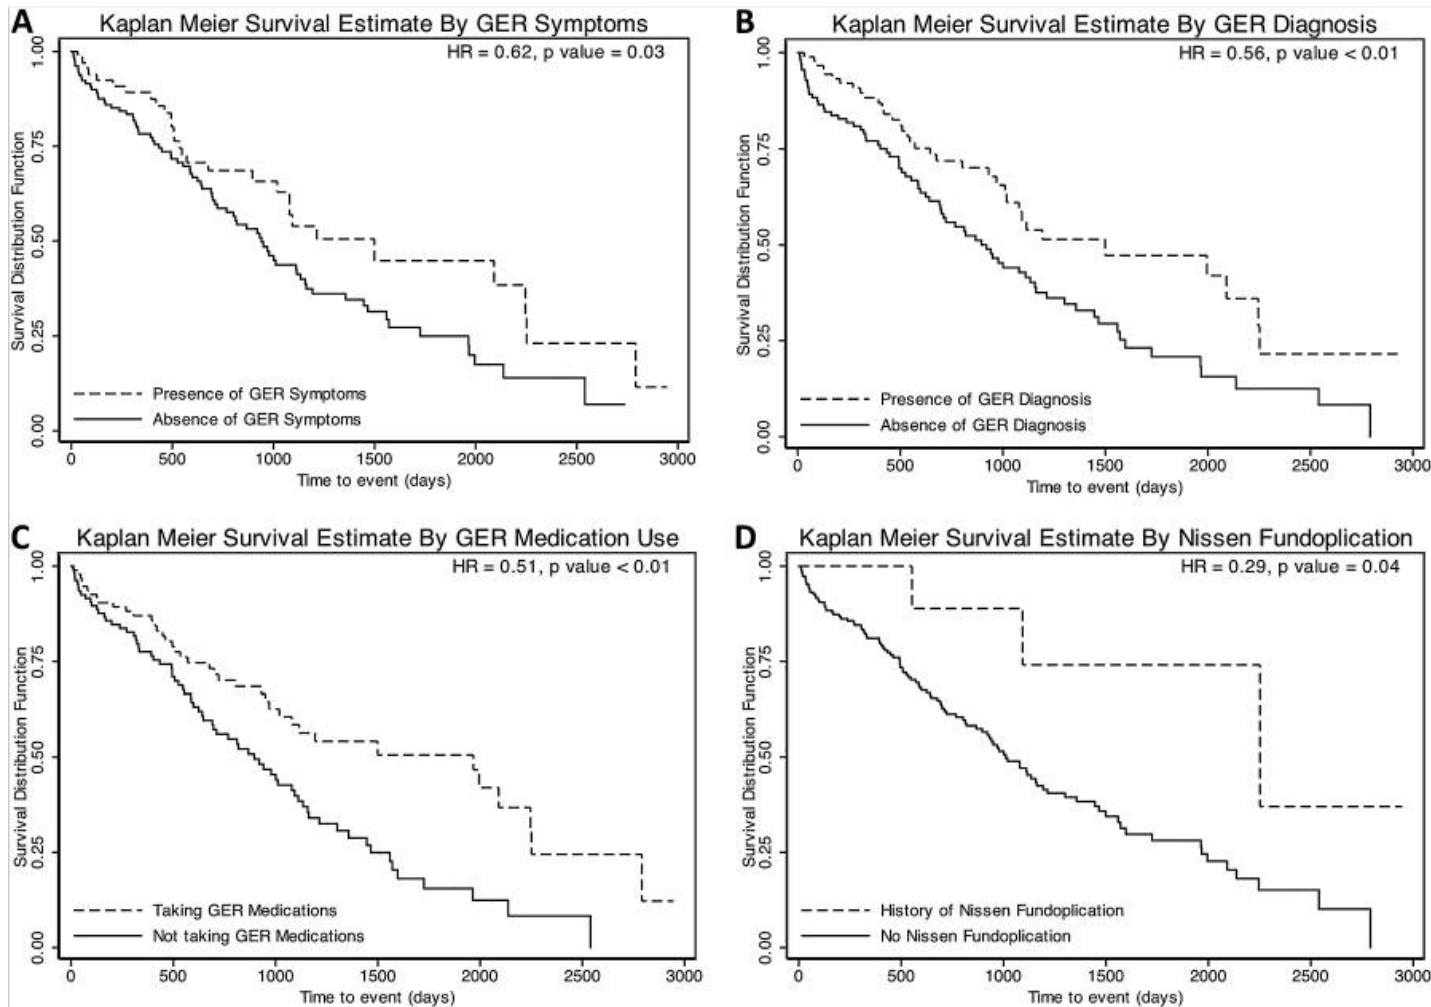 A
Kaplan Meier Survival Estimate By GER Symptoms
HR = 0.62, p value = 0.03
Survival Distribution Function
1.00
0.75
0.50
0.25
0.00
Presence of GER Symptoms
Absence of GER Symptoms
0 500 1000 1500 2000 2500 3000
Time to event (days)
B
Kaplan Meier Survival Estimate By GER Diagnosis
HR = 0.56, p value < 0.01
Survival Distribution Function
1.00
0.75
0.50
0.25
0.00
Presence of GER Diagnosis
Absence of GER Diagnosis
0 500 1000 1500 2000 2500 3000
Time to event (days)
C
Kaplan Meier Survival Estimate By GER Medication Use
HR = 0.51, p value < 0.01
Survival Distribution Function
1.00
0.75
0.50
0.25
0.00
Taking GER Medications
Not taking GER Medications
0 500 1000 1500 2000 2500 3000
Time to event (days)
D
Kaplan Meier Survival Estimate By Nissen Fundoplication
HR = 0.29, p value = 0.04
Survival Distribution Function
1.00
0.75
0.50
0.25
0.00
History of Nissen Fundoplication
No Nissen Fundoplication
0 500 1000 1500 2000 2500 3000
Time to event (days)